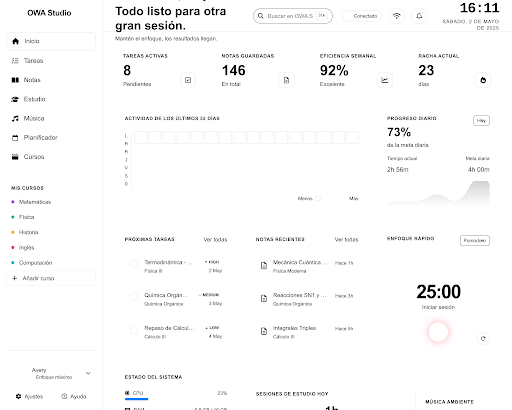 OWA Studio
Inicio
Tareas
Notas
Estudio
Música
Planificador
Cursos
MIS CURSOS
Matemáticas
Física
Historia
Inglés
Computación
+ Añadir curso
Avery
Enfoque máximo
Ajustes
Ayuda
Todo listo para otra
gran sesión.
Mantén el enfoque, los resultados llegan.
Buscar en OWA S
Conectado
16:11
SÁBADO, 2 DE MAYO
DE 2025
TAREAS ACTIVAS
8
Pendientes
NOTAS GUARDADAS
146
En total
EFICIENCIA SEMANAL
92%
Excelente
RACHA ACTUAL
23
días
ACTIVIDAD DE LOS ÚLTIMOS 32 DÍAS
Menos
Más
PROGRESO DIARIO
Hoy
73%
de la meta diaria
Tiempo actual
Meta diaria
2h 56m
4h 00m
PRÓXIMAS TAREAS
Ver todas
Termodinámica - ...
Física III
HIGH
2 May
Química Orgán...
Química Orgánica
MEDIUM
3 May
Repaso de Cálcu...
Cálculo III
LOW
4 May
NOTAS RECIENTES
Ver todas
Mecánica Cuántica ...
Física Moderna
Hace 1h
Reacciones SN1 y ...
Química Orgánica
Hace 3h
Integrales Triples
Cálculo III
Hace 5h
ENFOQUE RÁPIDO
Pomodoro
25:00
Iniciar sesión
ESTADO DEL SISTEMA
CPU
23%
SESIONES DE ESTUDIO HOY
MÚSICA AMBIENTE